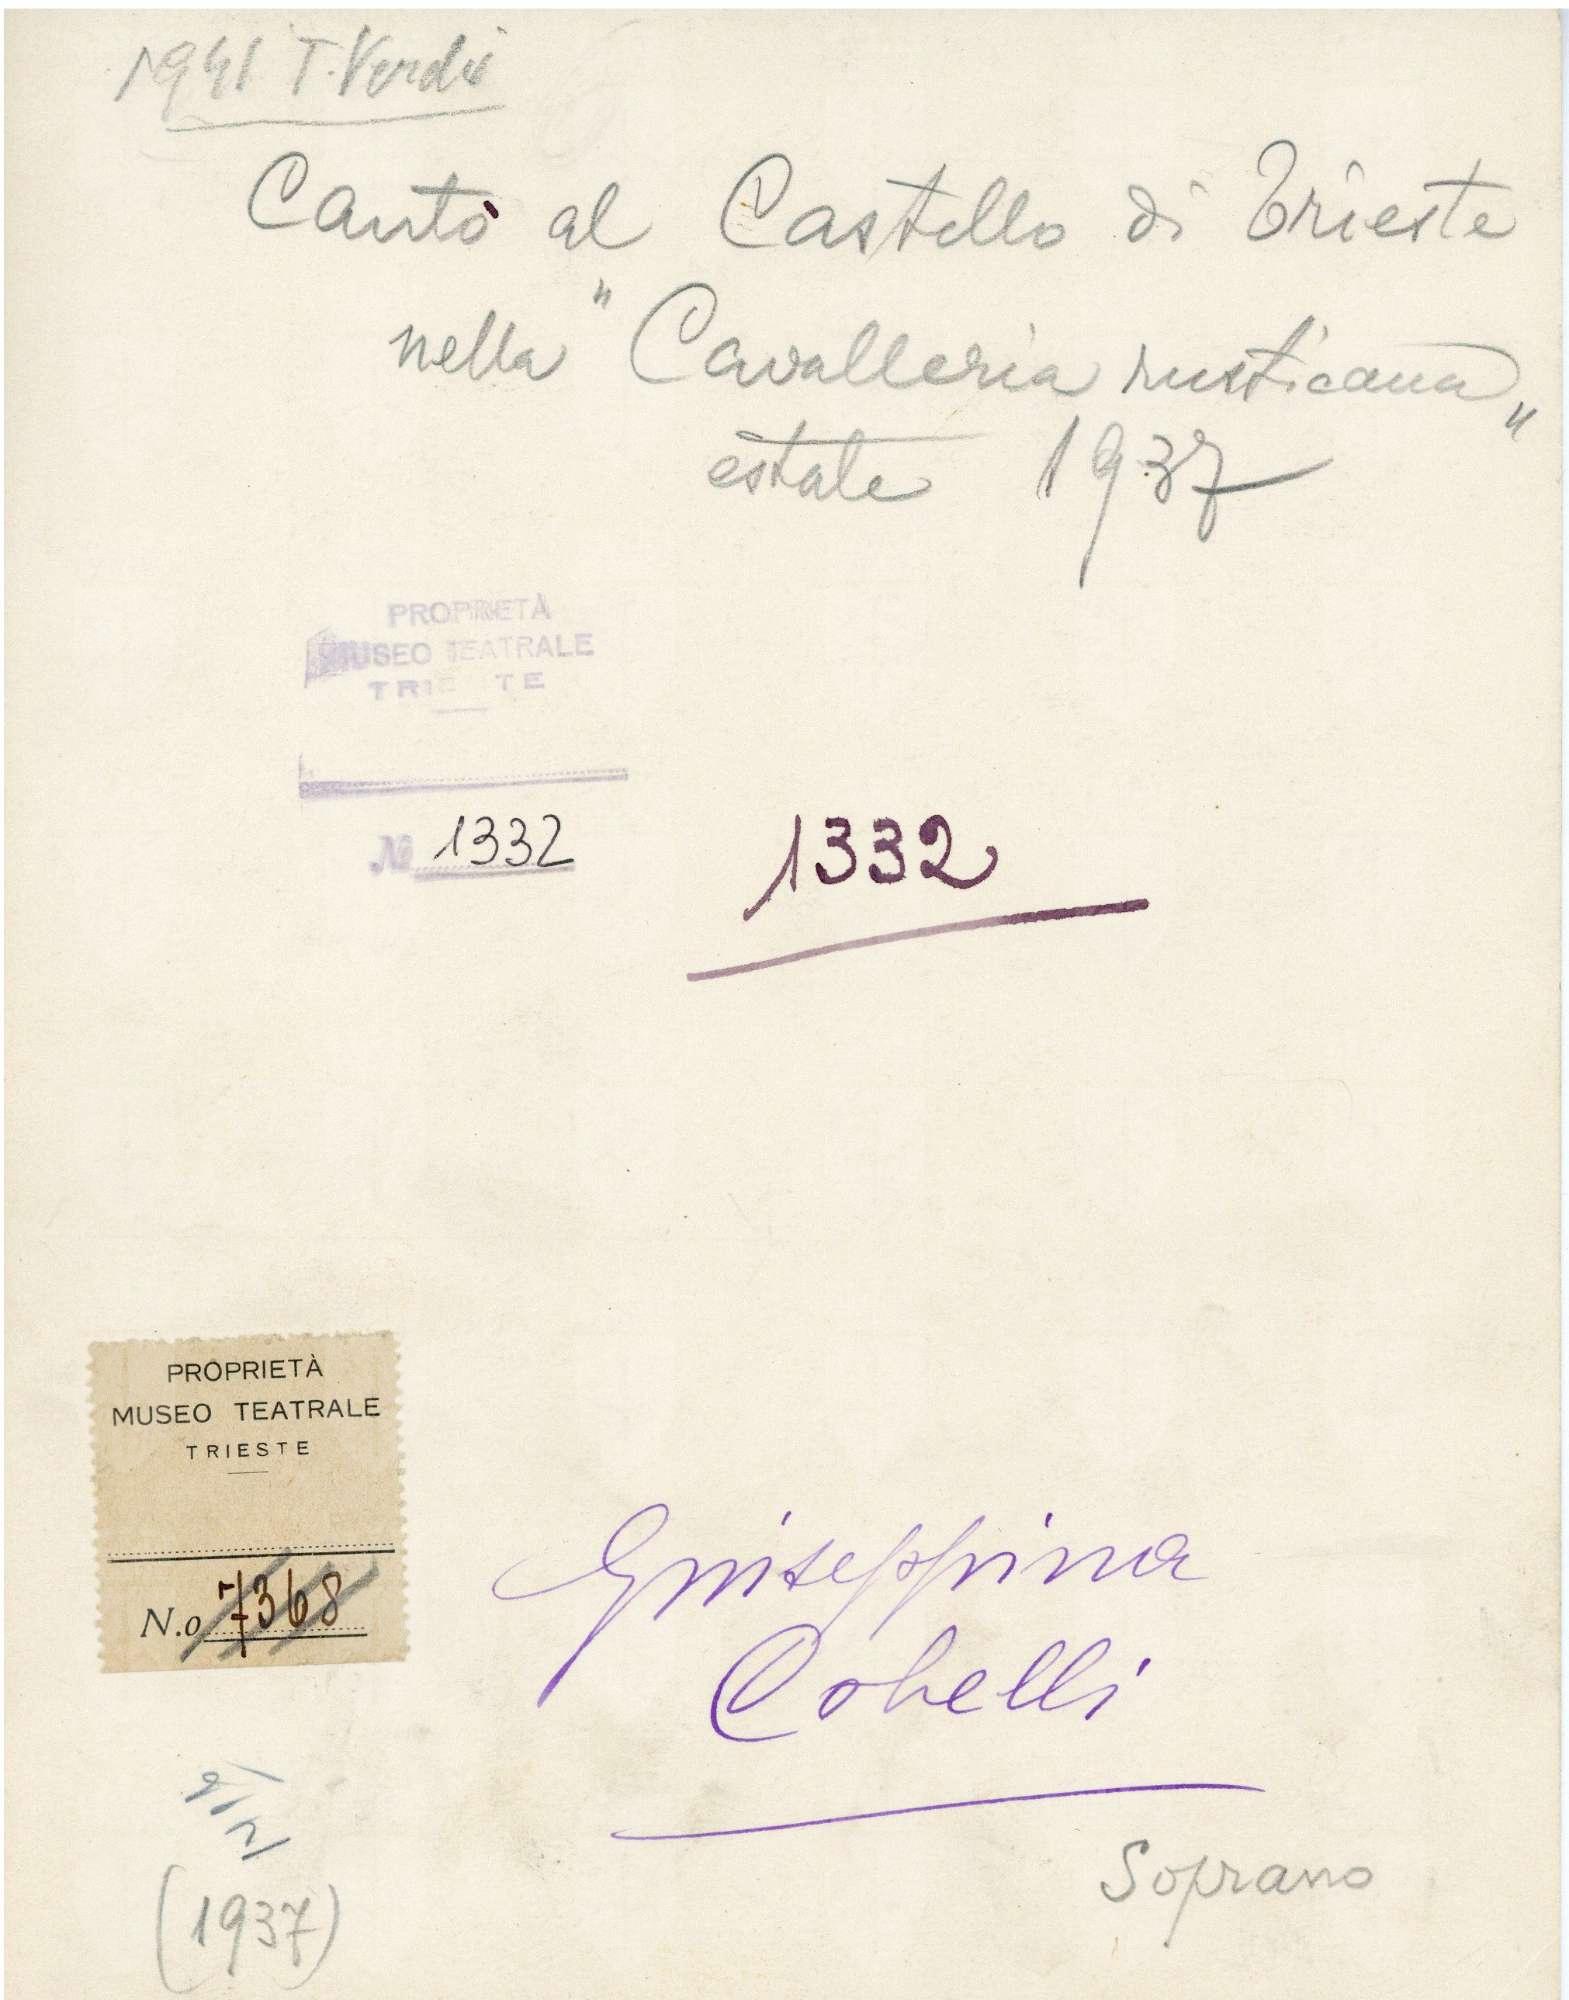 1941 T. Verdi
Cantò al Castello di Trieste
nella "Cavalleria rusticana"
estate 1937
PROPRIETÀ
MUSEO TEATRALE
TRIESTE
No 1332
1332
PROPRIETÀ
MUSEO TEATRALE
TRIESTE
N.o 7368
Giuseppina
Cobelli
Soprano
(1937)